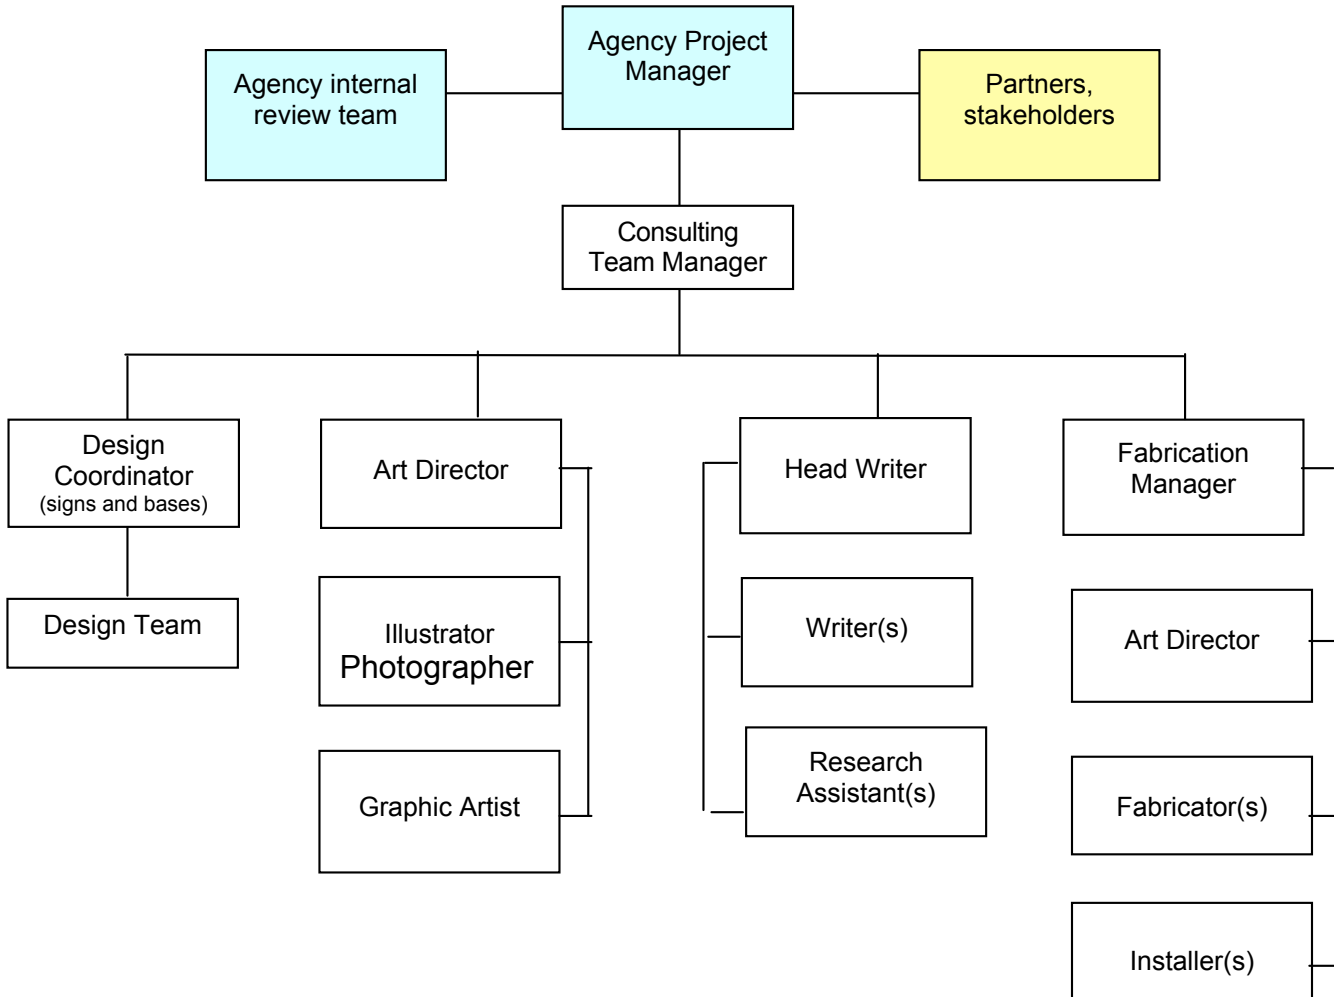 Agency Project
Manager
Agency internal
review team
Partners,
stakeholders
Consulting
Team Manager
Design
Coordinator
(signs and bases)
Art Director
Head Writer
Fabrication
Manager
Design Team
Illustrator
Photographer
Writer(s)
Art Director
Graphic Artist
Research
Assistant(s)
Fabricator(s)
Installer(s)